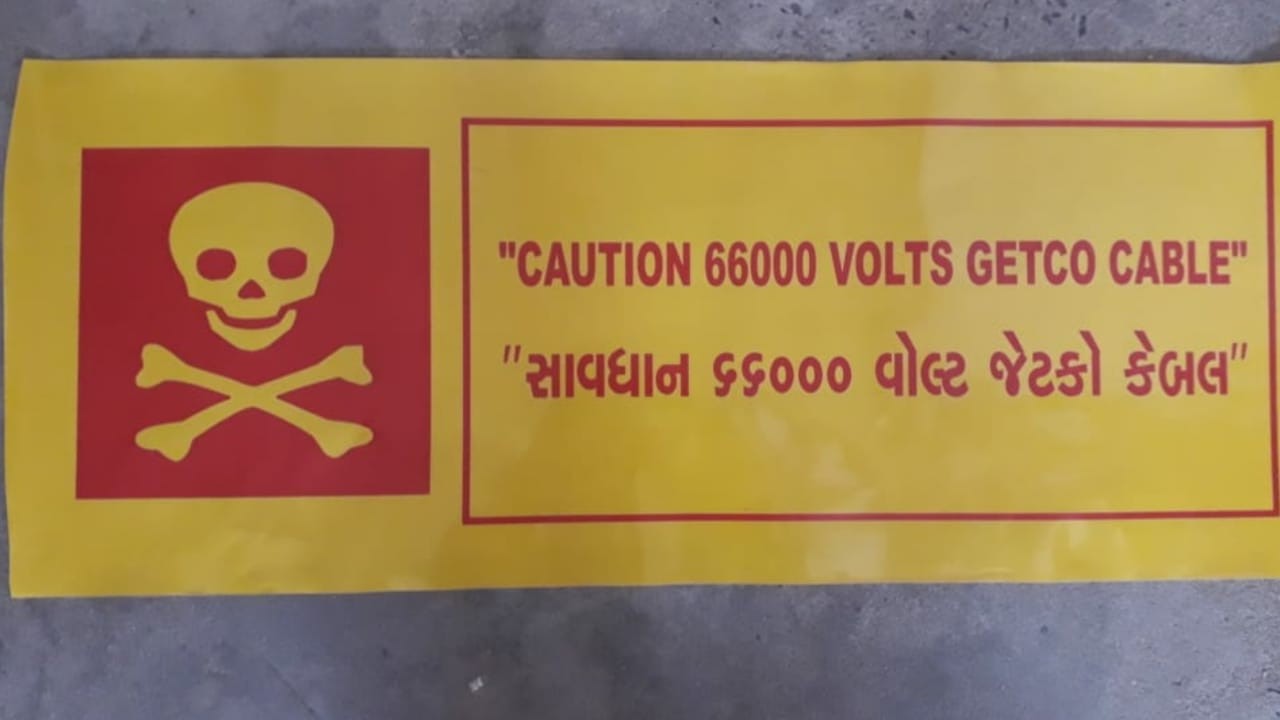 "CAUTION 66000 VOLTS GETCO CABLE"
"સાવધાન ૬૬૦૦૦ વોલ્ટ જેટકો કેબલ"